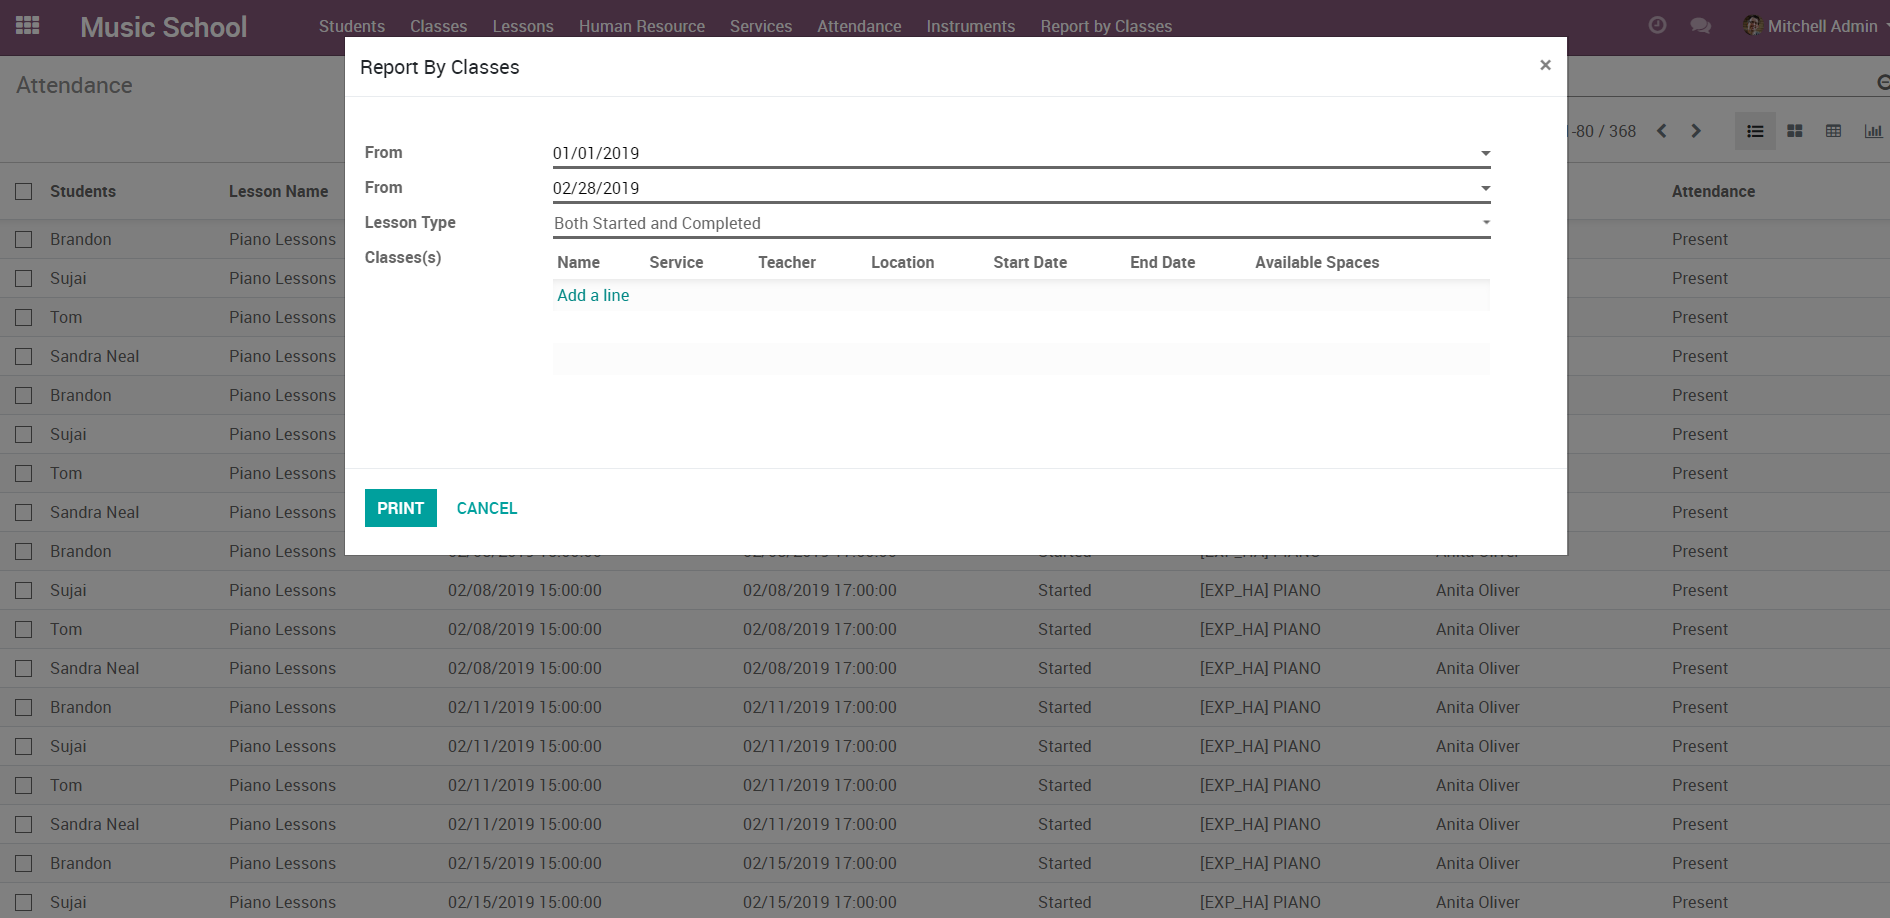 Music School Students Classes Lessons Human Resource Services Attendance Instruments Report by Classes Mitchell Admin
Report By Classes ×
Attendance
-80 / 368
From 01/01/2019
From 02/28/2019
Students Lesson Name Attendance
Lesson Type Both Started and Completed
Classes(s) Name Service Teacher Location Start Date End Date Available Spaces
Brandon Piano Lessons Present
Sujai Piano Lessons Present
Add a line
Tom Piano Lessons Present
Sandra Neal Piano Lessons Present
Brandon Piano Lessons Present
Sujai Piano Lessons Present
Tom Piano Lessons Present
PRINT CANCEL
Sandra Neal Piano Lessons Present
Brandon Piano Lessons Present
Sujai Piano Lessons 02/08/2019 15:00:00 02/08/2019 17:00:00 Started [EXP_HA] PIANO Anita Oliver Present
Tom Piano Lessons 02/08/2019 15:00:00 02/08/2019 17:00:00 Started [EXP_HA] PIANO Anita Oliver Present
Sandra Neal Piano Lessons 02/08/2019 15:00:00 02/08/2019 17:00:00 Started [EXP_HA] PIANO Anita Oliver Present
Brandon Piano Lessons 02/11/2019 15:00:00 02/11/2019 17:00:00 Started [EXP_HA] PIANO Anita Oliver Present
Sujai Piano Lessons 02/11/2019 15:00:00 02/11/2019 17:00:00 Started [EXP_HA] PIANO Anita Oliver Present
Tom Piano Lessons 02/11/2019 15:00:00 02/11/2019 17:00:00 Started [EXP_HA] PIANO Anita Oliver Present
Sandra Neal Piano Lessons 02/11/2019 15:00:00 02/11/2019 17:00:00 Started [EXP_HA] PIANO Anita Oliver Present
Brandon Piano Lessons 02/15/2019 15:00:00 02/15/2019 17:00:00 Started [EXP_HA] PIANO Anita Oliver Present
Sujai Piano Lessons 02/15/2019 15:00:00 02/15/2019 17:00:00 Started [EXP_HA] PIANO Anita Oliver Present